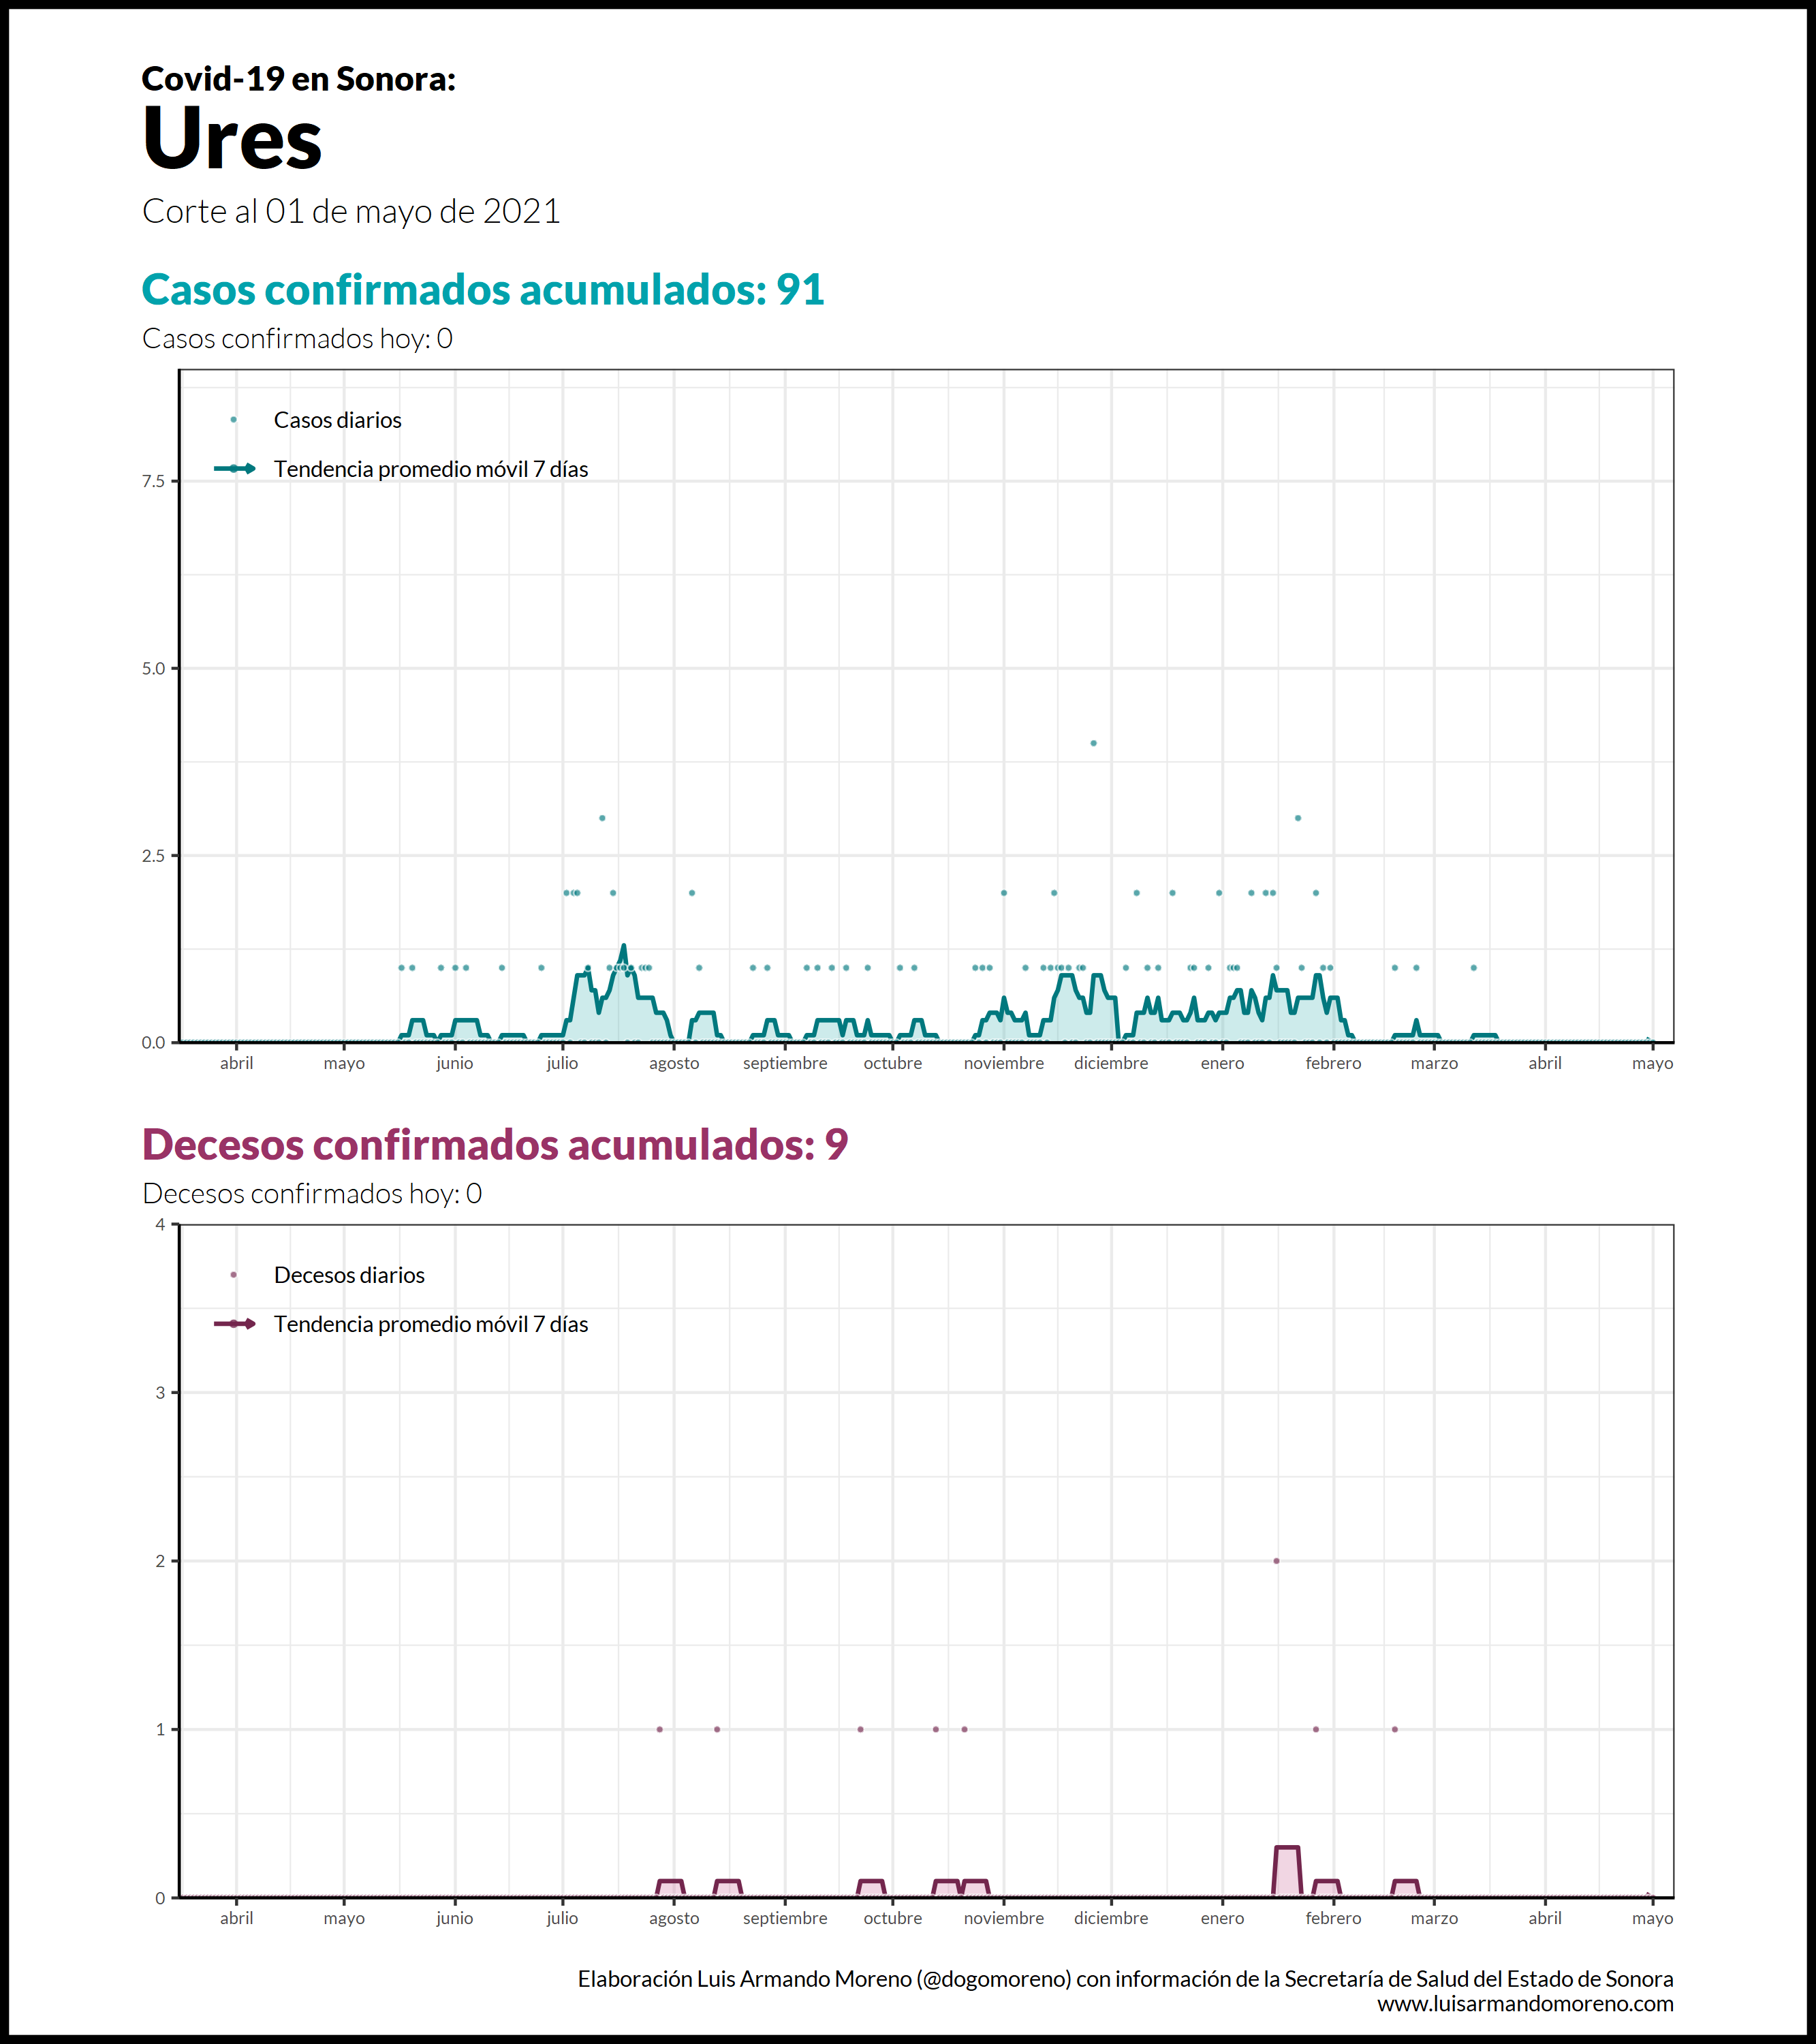 Covid-19 en Sonora:
Ures
Corte al 01 de mayo de 2021
Casos confirmados acumulados: 91
Casos confirmados hoy: 0
Casos diarios
Tendencia promedio móvil 7 días
7.5
5.0
2.5
0.0
abril mayo junio julio agosto septiembre octubre noviembre diciembre enero febrero marzo abril mayo
Decesos confirmados acumulados: 9
Decesos confirmados hoy: 0
4
Decesos diarios
Tendencia promedio móvil 7 días
3
2
1
0
abril mayo junio julio agosto septiembre octubre noviembre diciembre enero febrero marzo abril mayo
Elaboración Luis Armando Moreno (@dogomoreno) con información de la Secretaría de Salud del Estado de Sonora
www.luisarmandomoreno.com